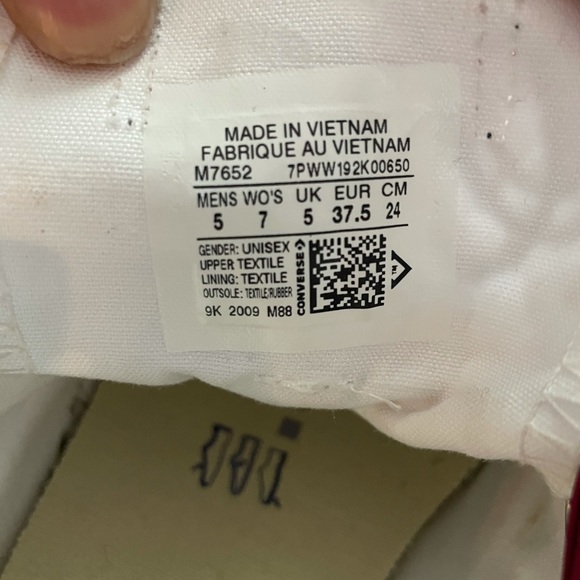 MADE IN VIETNAM
FABRIQUE AU VIETNAM
M7652 7PWW192K00650
MENS WO'S UK EUR CM
5 7 5 37.5 24
GENDER: UNISEX
UPPER TEXTILE
LINING: TEXTILE
OUTSOLE: TEXTILE/RUBBER
9K 2009 M88
CONVERSE
TM